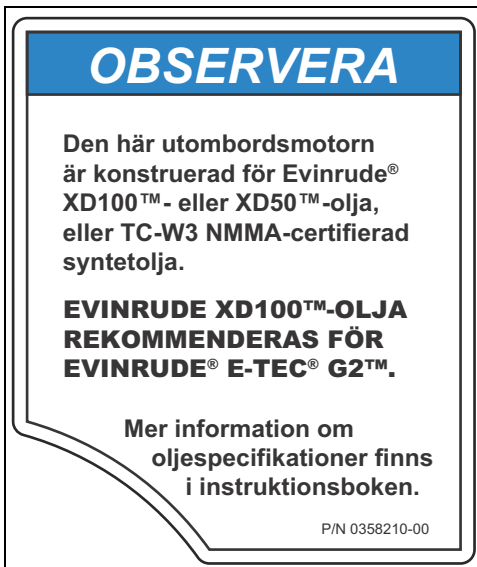 OBSERVERA
Den här utombordsmotorn
är konstruerad för Evinrude®
XD100™- eller XD50™-olja,
eller TC-W3 NMMA-certifierad
syntetolja.
EVINRUDE XD100™-OLJA
REKOMMENDERAS FÖR
EVINRUDE® E-TEC® G2™.
Mer information om
oljespecifikationer finns
i instruktionsboken.
P/N 0358210-00